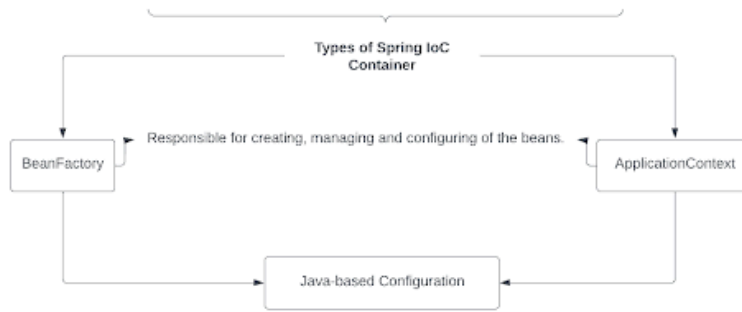 Types of Spring IoC
Container
Responsible for creating, managing and configuring of the beans.
BeanFactory
ApplicationContext
Java-based Configuration